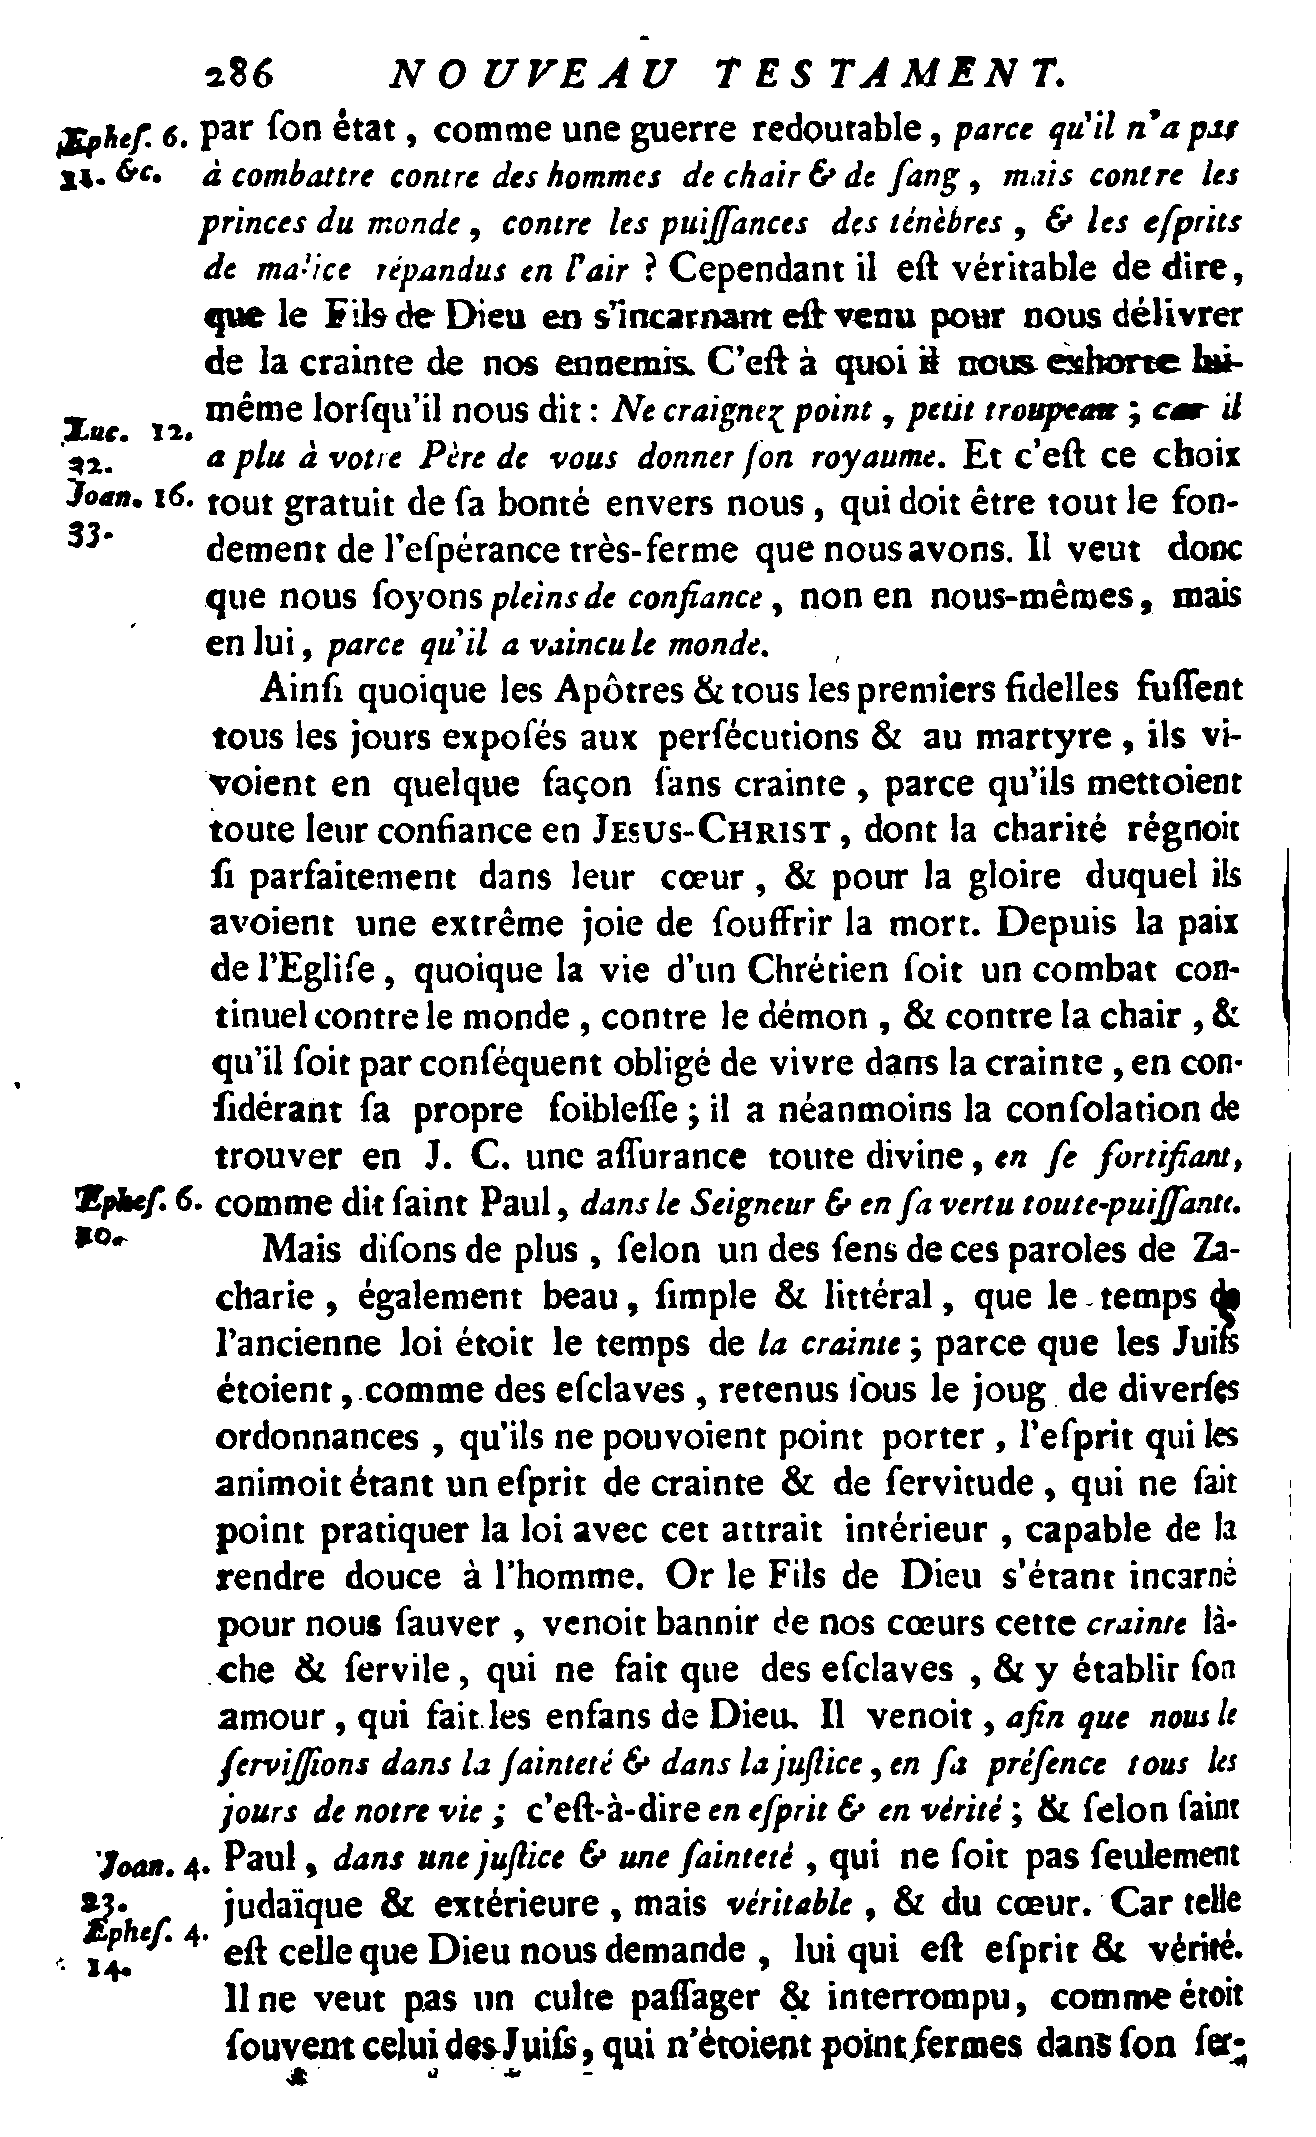 286 NOUVEAU TESTAMENT.
Ephef. 6. par ſon état, comme une guerre redoutable, parce qu'il n'a pas
&c. à combattre contre des hommes de chair & de ſang, mais contre les
princes du monde, contre les puiſſances des ténèbres, & les eſprits
de malice répandus en l'air ? Cependant il eſt véritable de dire,
que le Fils de Dieu en s'incarnant eſt venu pour nous délivrer
de la crainte de nos ennemis. C'eſt à quoi il nous exhorte lui-
même lorſqu'il nous dit : Ne craignez point, petit troupeau ; car il
Luc. 12.
32. a plu à votre Père de vous donner ſon royaume. Et c'eſt ce choix
Joan. 16. tout gratuit de ſa bonté envers nous, qui doit être tout le fon-
33. dement de l'eſpérance très-ferme que nous avons. Il veut donc
que nous ſoyons pleins de confiance, non en nous-mêmes, mais
en lui, parce qu'il a vaincu le monde.
Ainſi quoique les Apôtres & tous les premiers fidelles fuſſent
tous les jours expoſés aux perſécutions & au martyre, ils vi-
voient en quelque façon ſans crainte, parce qu'ils mettoient
toute leur confiance en JESUS-CHRIST, dont la charité régnoit
ſi parfaitement dans leur cœur, & pour la gloire duquel ils
avoient une extrême joie de ſouffrir la mort. Depuis la paix
de l'Egliſe, quoique la vie d'un Chrétien ſoit un combat con-
tinuel contre le monde, contre le démon, & contre la chair, &
qu'il ſoit par conſéquent obligé de vivre dans la crainte, en con-
ſidérant ſa propre foibleſſe ; il a néanmoins la conſolation de
trouver en J. C. une aſſurance toute divine, en ſe fortifiant,
Ephef. 6. comme dit ſaint Paul, dans le Seigneur & en ſa vertu toute-puiſſante.
10.
Mais diſons de plus, ſelon un des ſens de ces paroles de Za-
charie, également beau, ſimple & littéral, que le temps de
l'ancienne loi étoit le temps de la crainte ; parce que les Juifs
étoient, comme des eſclaves, retenus ſous le joug de diverſes
ordonnances, qu'ils ne pouvoient point porter, l'eſprit qui les
animoit étant un eſprit de crainte & de ſervitude, qui ne fait
point pratiquer la loi avec cet attrait intérieur, capable de la
rendre douce à l'homme. Or le Fils de Dieu s'étant incarné
pour nous ſauver, venoit bannir de nos cœurs cette crainte lâ-
che & ſervile, qui ne fait que des eſclaves, & y établir ſon
amour, qui fait les enfans de Dieu. Il venoit, afin que nous le
ſerviſſions dans la ſainteté & dans la juſtice, en ſa préſence tous les
jours de notre vie ; c'eſt-à-dire en eſprit & en vérité ; & ſelon ſaint
Joan. 4. Paul, dans une juſtice & une ſainteté, qui ne ſoit pas ſeulement
23. judaïque & extérieure, mais véritable, & du cœur. Car telle
Ephef. 4. eſt celle que Dieu nous demande, lui qui eſt eſprit & vérité.
14.
Il ne veut pas un culte paſſager & interrompu, comme étoit
ſouvent celui des Juifs, qui n'étoient point fermes dans ſon ſer-